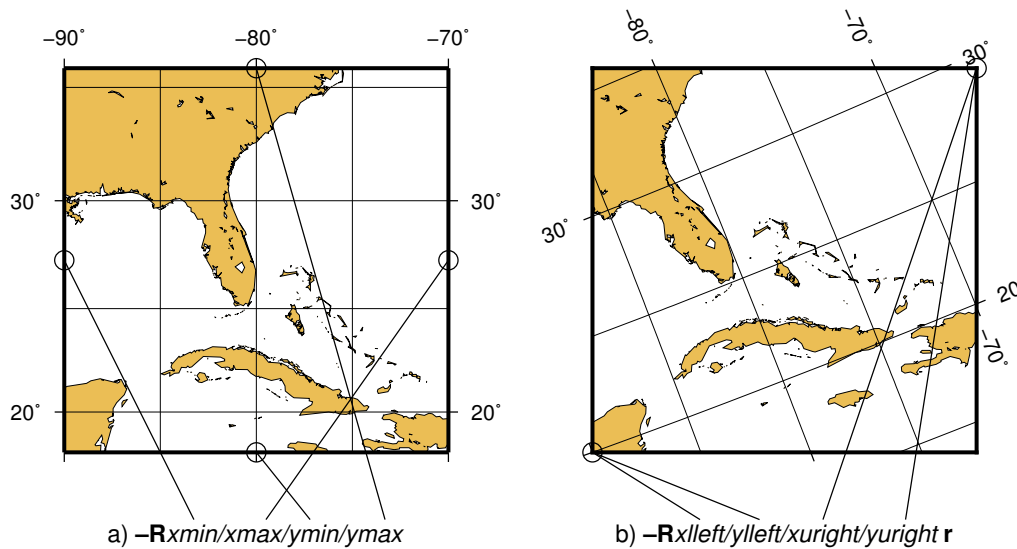 −90˚ −80˚ −70˚
30˚ 30˚
20˚ 20˚
a) −Rxmin/xmax/ymin/ymax
−80˚ −70˚ 30˚
30˚
20
−70˚
b) −Rxlleft/ylleft/xuright/yuright r